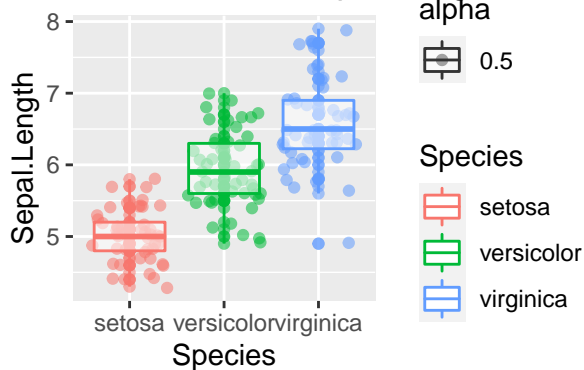 8
7
6
5
Sepal.Length
setosa versicolor virginica
Species
alpha
0.5
Species
setosa
versicolor
virginica